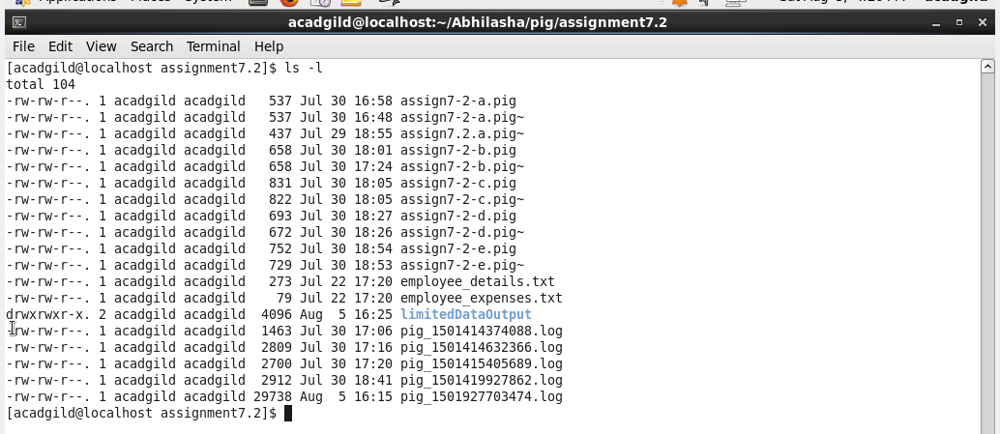 acadgild@localhost:~/Abhilasha/pig/assignment7.2
File Edit View Search Terminal Help
[acadgild@localhost assignment7.2]$ ls -l
total 104
-rw-rw-r--. 1 acadgild acadgild   537 Jul 30 16:58 assign7-2-a.pig
-rw-rw-r--. 1 acadgild acadgild   537 Jul 30 16:48 assign7-2-a.pig~
-rw-rw-r--. 1 acadgild acadgild   437 Jul 29 18:55 assign7.2.a.pig~
-rw-rw-r--. 1 acadgild acadgild   658 Jul 30 18:01 assign7-2-b.pig
-rw-rw-r--. 1 acadgild acadgild   658 Jul 30 17:24 assign7-2-b.pig~
-rw-rw-r--. 1 acadgild acadgild   831 Jul 30 18:05 assign7-2-c.pig
-rw-rw-r--. 1 acadgild acadgild   822 Jul 30 18:05 assign7-2-c.pig~
-rw-rw-r--. 1 acadgild acadgild   693 Jul 30 18:27 assign7-2-d.pig
-rw-rw-r--. 1 acadgild acadgild   672 Jul 30 18:26 assign7-2-d.pig~
-rw-rw-r--. 1 acadgild acadgild   752 Jul 30 18:54 assign7-2-e.pig
-rw-rw-r--. 1 acadgild acadgild   729 Jul 30 18:53 assign7-2-e.pig~
-rw-rw-r--. 1 acadgild acadgild   273 Jul 22 17:20 employee_details.txt
-rw-rw-r--. 1 acadgild acadgild    79 Jul 22 17:20 employee_expenses.txt
drwxrwxr-x. 2 acadgild acadgild  4096 Aug  5 16:25 limitedDataOutput
-rw-rw-r--. 1 acadgild acadgild  1463 Jul 30 17:06 pig_1501414374088.log
-rw-rw-r--. 1 acadgild acadgild  2809 Jul 30 17:16 pig_1501414632366.log
-rw-rw-r--. 1 acadgild acadgild  2700 Jul 30 17:20 pig_1501415405689.log
-rw-rw-r--. 1 acadgild acadgild  2912 Jul 30 18:41 pig_1501419927862.log
-rw-rw-r--. 1 acadgild acadgild 29738 Aug  5 16:15 pig_1501927703474.log
[acadgild@localhost assignment7.2]$